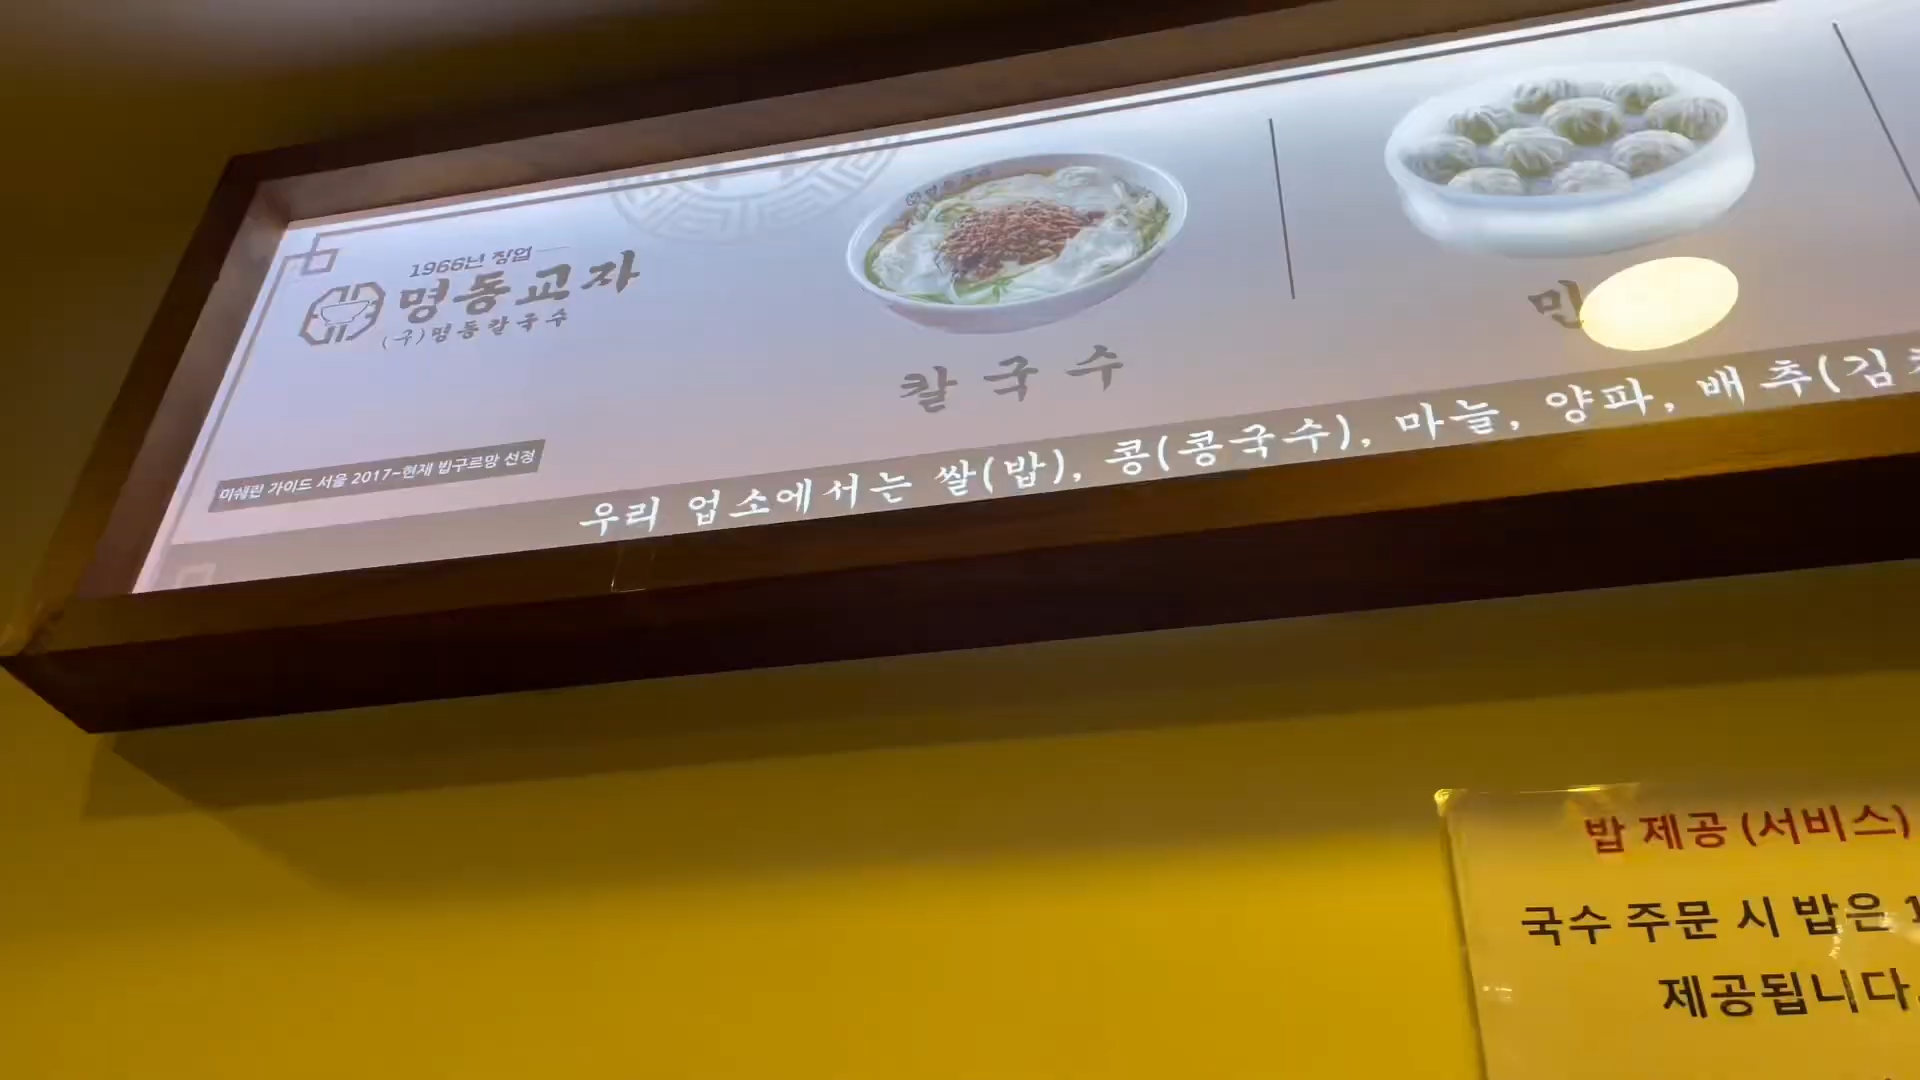 1966년 창업
명동교자
(구)명동칼국수
미쉐린 가이드 서울 2017~현재 빕구르망 선정
칼국수
우리 업소에서는 쌀(밥), 콩(콩국수), 마늘, 양파, 배추(김
밥 제공 (서비스)
국수 주문 시 밥은
제공됩니다.